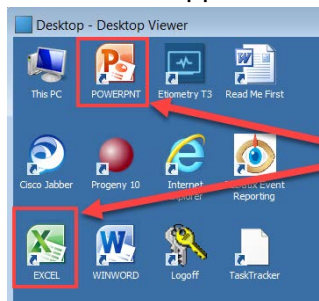 Desktop - Desktop Viewer
This PC
POWERPNT
Etiometry T3
Read Me First
Cisco Jabber
Progeny 10
Internet
Event
Reporting
EXCEL
WINWORD
Logoff
TaskTracker